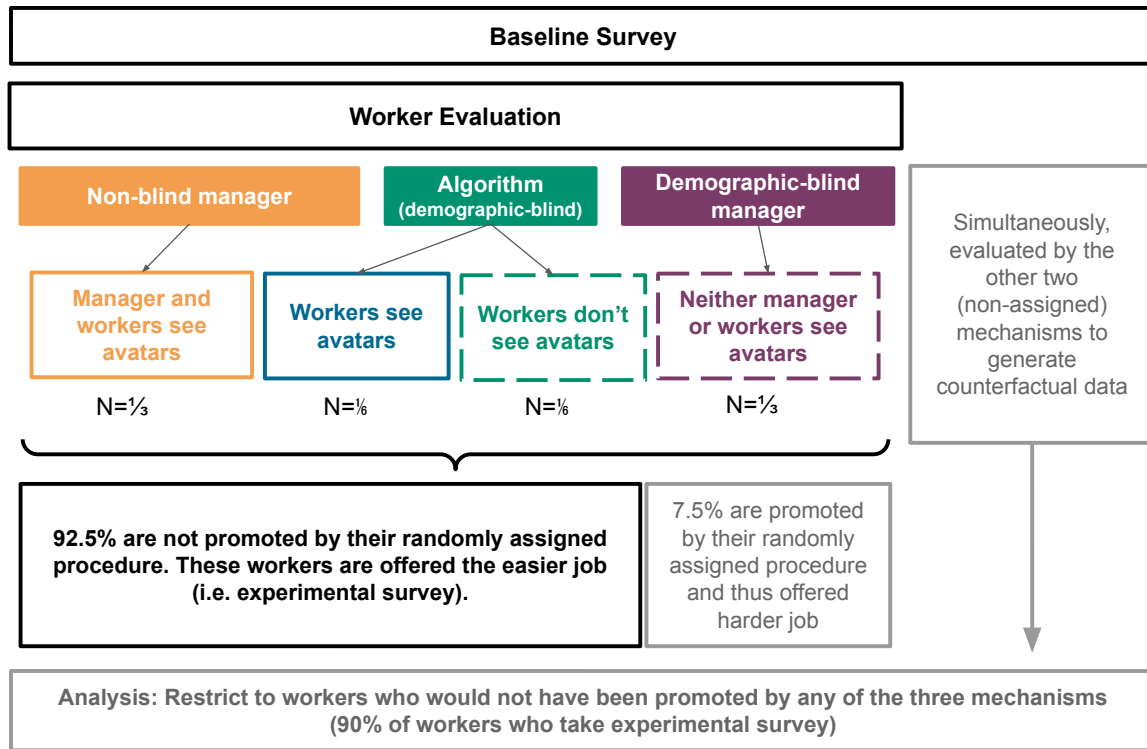 Baseline Survey
Worker Evaluation
Non-blind manager
Algorithm
(demographic-blind)
Demographic-blind
manager
Manager and
workers see
avatars
Workers see
avatars
Workers don't
see avatars
Neither manager
or workers see
avatars
N=⅓
N=⅙
N=⅙
N=⅓
Simultaneously,
evaluated by the
other two
(non-assigned)
mechanisms to
generate
counterfactual data
92.5% are not promoted by their randomly assigned
procedure. These workers are offered the easier job
(i.e. experimental survey).
7.5% are promoted
by their randomly
assigned procedure
and thus offered
harder job
Analysis: Restrict to workers who would not have been promoted by any of the three mechanisms
(90% of workers who take experimental survey)